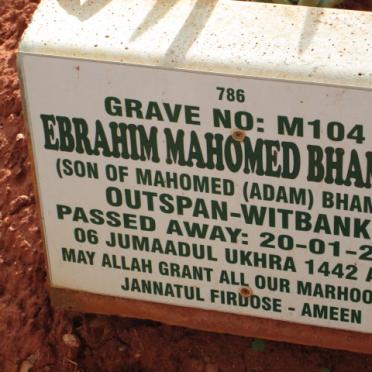 786
GRAVE NO: M104
EBRAHIM MAHOMED BHAM
(SON OF MAHOMED (ADAM) BHAM
OUTSPAN-WITBANK
PASSED AWAY: 20-01-2
06 JUMAADUL UKHRA 1442 A
MAY ALLAH GRANT ALL OUR MARHOO
JANNATUL FIRDOSE - AMEEN